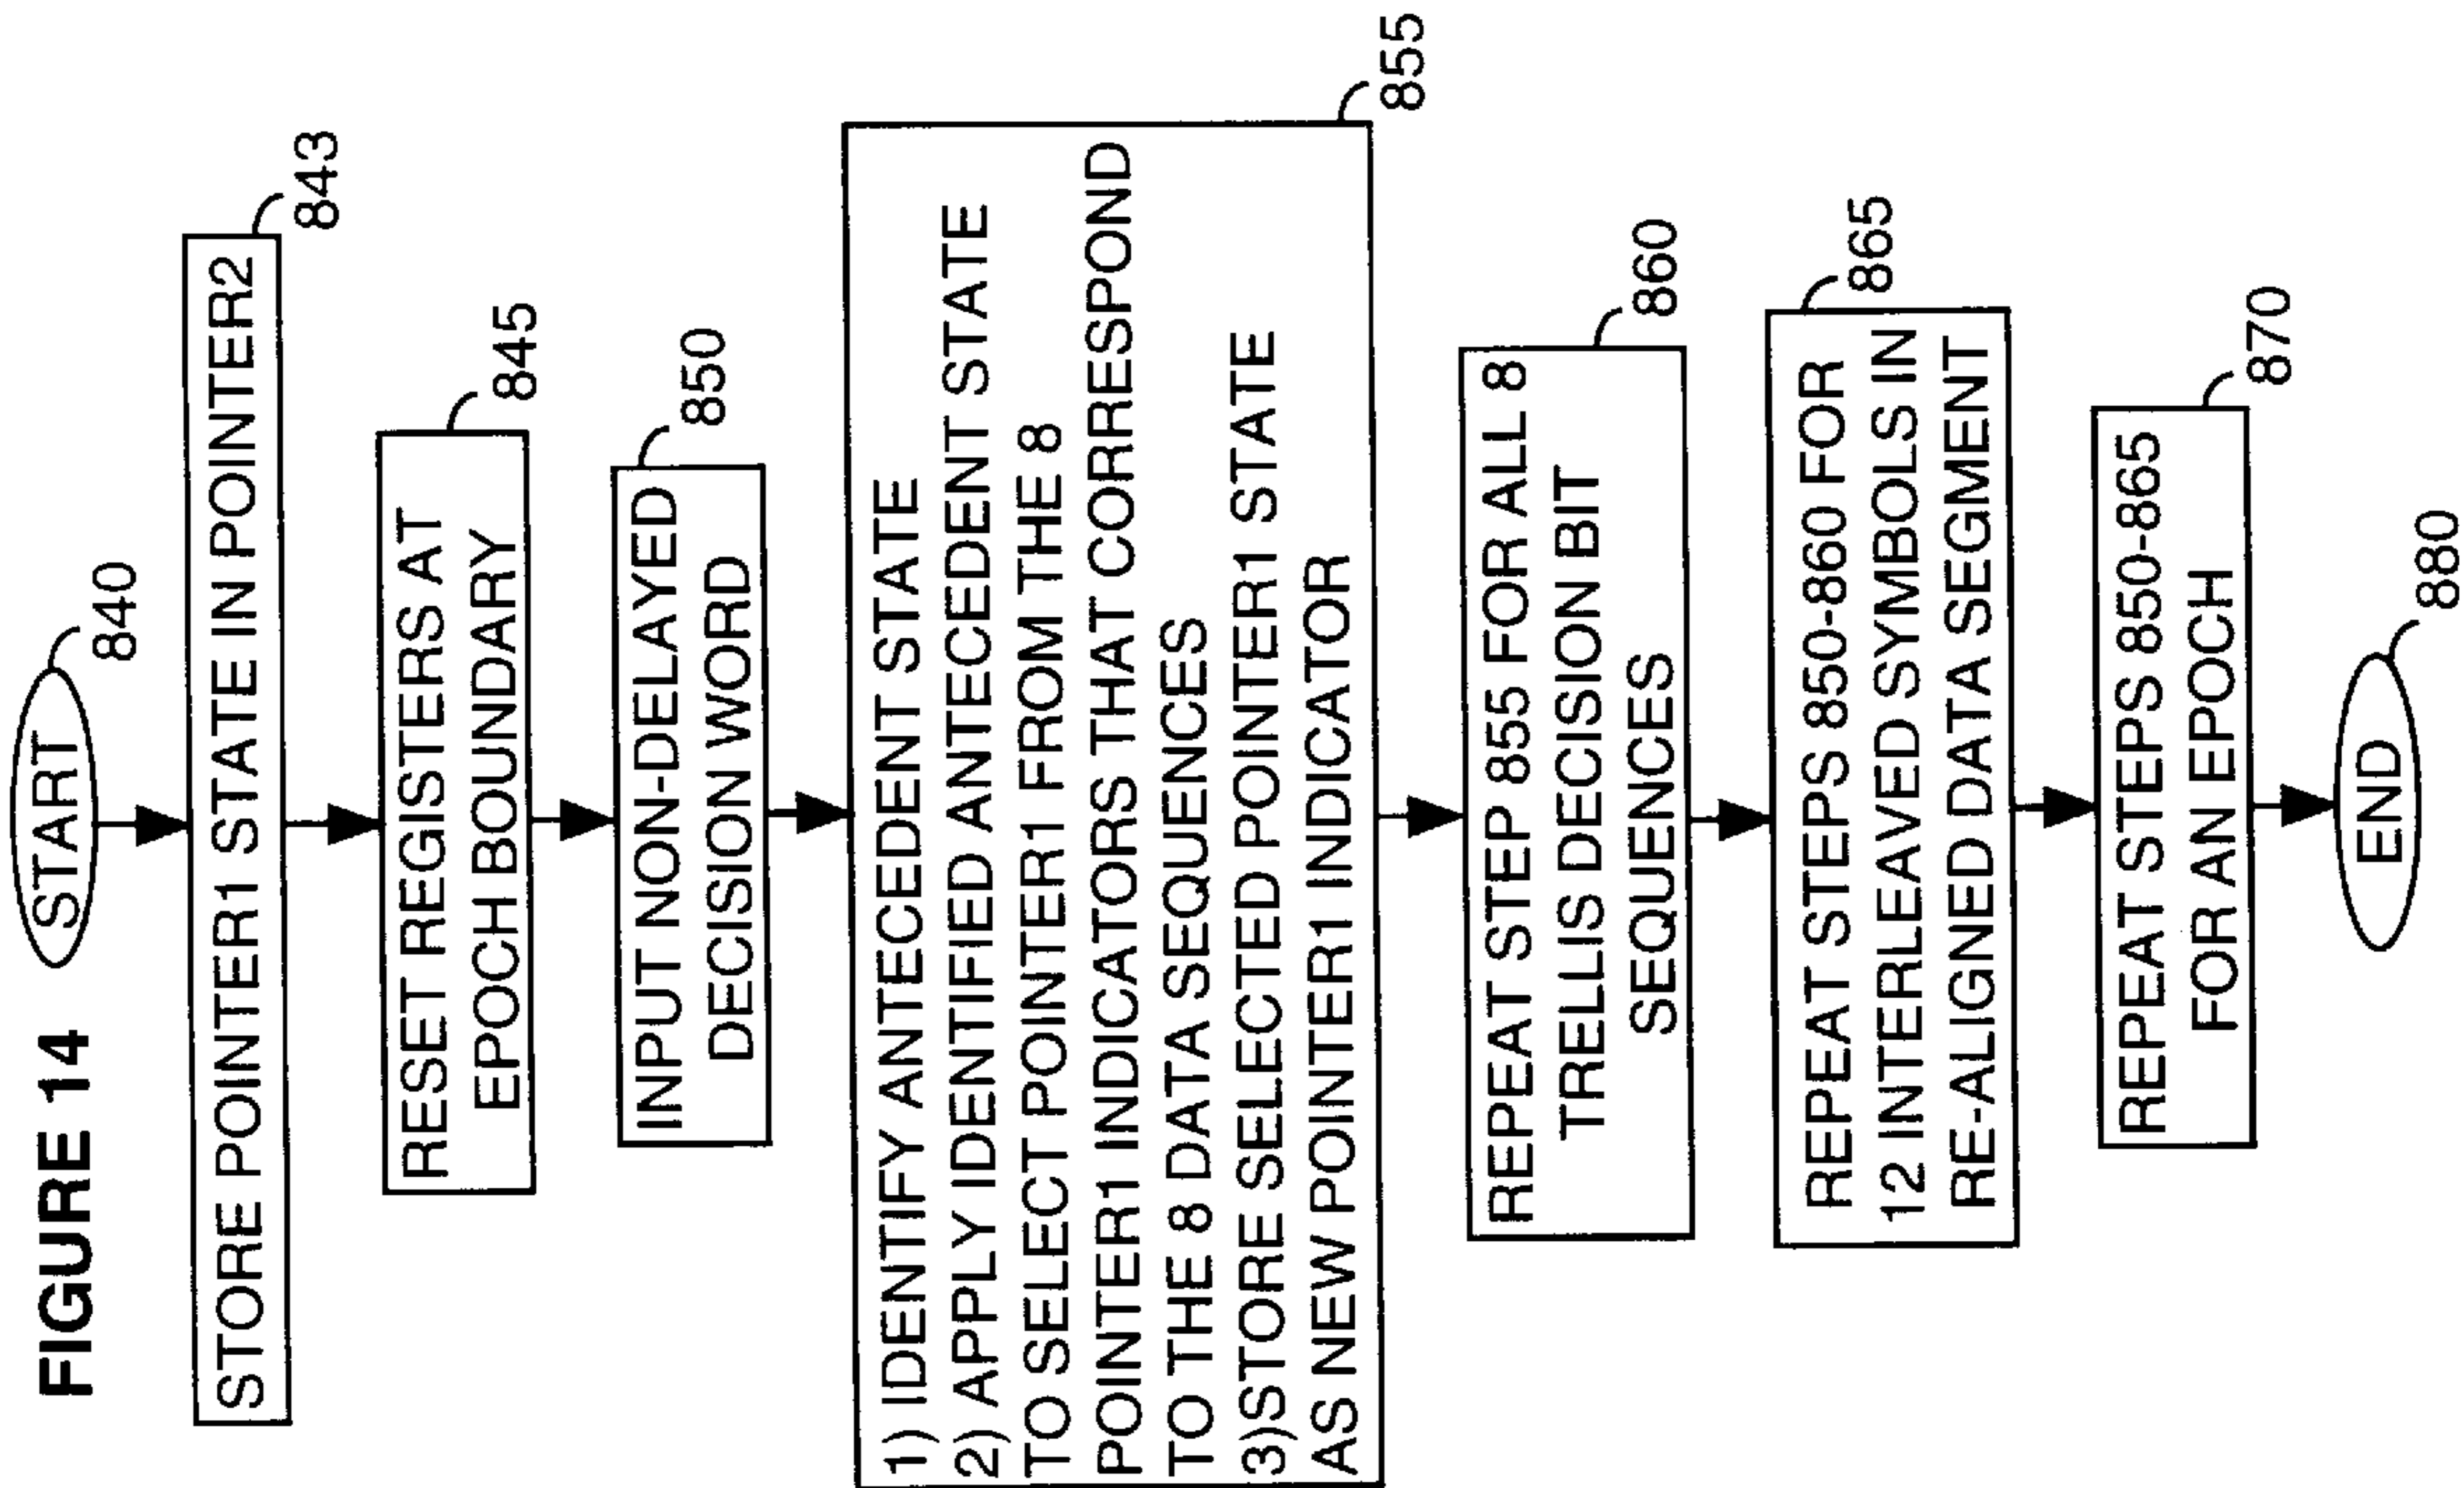 FIGURE 14
START
840
STORE POINTER1 STATE IN POINTER2
843
RESET REGISTERS AT
EPOCH BOUNDARY
845
INPUT NON-DELAYED
DECISION WORD
850
1) IDENTIFY ANTECEDENT STATE
2) APPLY IDENTIFIED ANTECEDENT STATE
TO SELECT POINTER1 FROM THE 8
POINTER1 INDICATORS THAT CORRESPOND
TO THE 8 DATA SEQUENCES
3)STORE SELECTED POINTER1 STATE
AS NEW POINTER1 INDICATOR
855
REPEAT STEP 855 FOR ALL 8
TRELLIS DECISION BIT
SEQUENCES
860
REPEAT STEPS 850-860 FOR
12 INTERLEAVED SYMBOLS IN
RE-ALIGNED DATA SEGMENT
865
REPEAT STEPS 850-865
FOR AN EPOCH
870
END
880